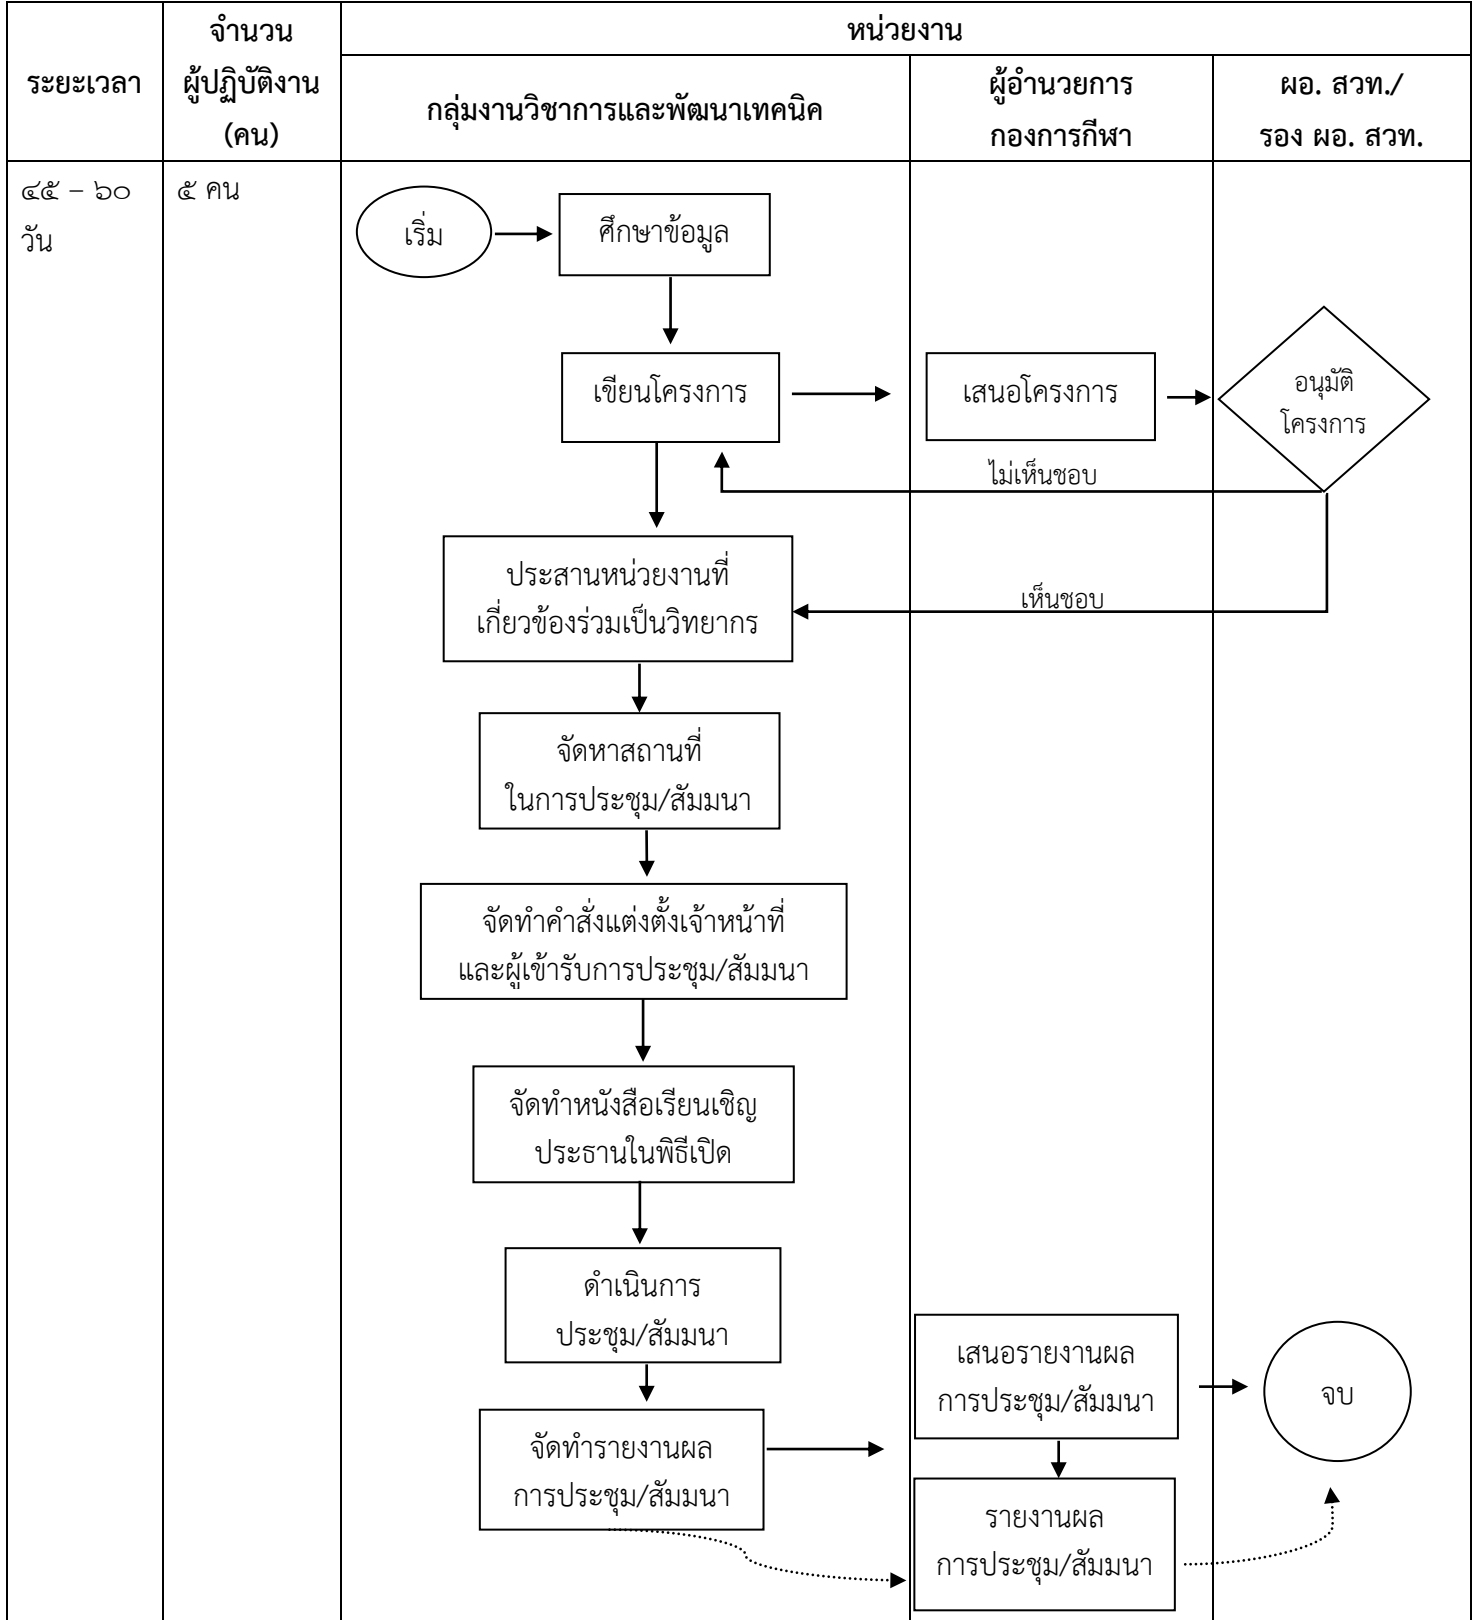 ระยะเวลา
จำนวน
ผู้ปฏิบัติงาน
(คน)
หน่วยงาน
กลุ่มงานวิชาการและพัฒนาเทคนิค
ผู้อำนวยการ
กองการกีฬา
ผอ. สวท./
รอง ผอ. สวท.
๔๕ – ๖๐
วัน
๕ คน
เริ่ม
ศึกษาข้อมูล
เขียนโครงการ
เสนอโครงการ
อนุมัติ
โครงการ
ไม่เห็นชอบ
ประสานหน่วยงานที่
เกี่ยวข้องร่วมเป็นวิทยากร
เห็นชอบ
จัดหาสถานที่
ในการประชุม/สัมมนา
จัดทำคำสั่งแต่งตั้งเจ้าหน้าที่
และผู้เข้ารับการประชุม/สัมมนา
จัดทำหนังสือเรียนเชิญ
ประธานในพิธีเปิด
ดำเนินการ
ประชุม/สัมมนา
เสนอรายงานผล
การประชุม/สัมมนา
จบ
จัดทำรายงานผล
การประชุม/สัมมนา
รายงานผล
การประชุม/สัมมนา